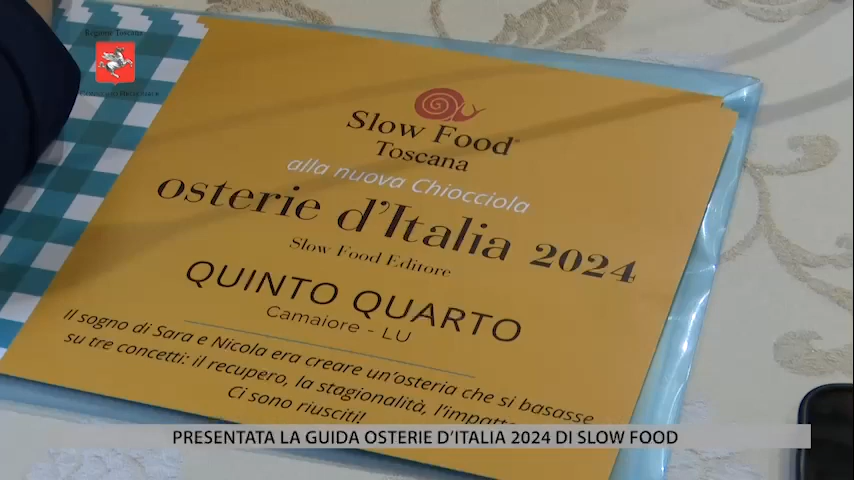 Regione Toscana
Slow Food®
Toscana
alla nuova Chiocciola
osterie d'Italia 2024
Slow Food Editore
QUINTO QUARTO
Camaiore - LU
Il sogno di Sara e Nicola era creare un'osteria che si basasse
su tre concetti: il recupero, la stagionalità, l'impatto
Ci sono riusciti!
PRESENTATA LA GUIDA OSTERIE D'ITALIA 2024 DI SLOW FOOD